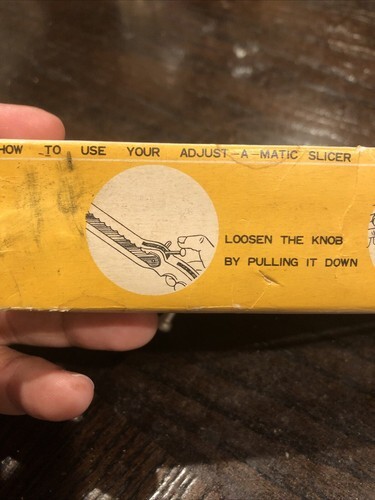 HOW TO USE YOUR ADJUST-A-MATIC SLICER
LOOSEN THE KNOB
BY PULLING IT DOWN